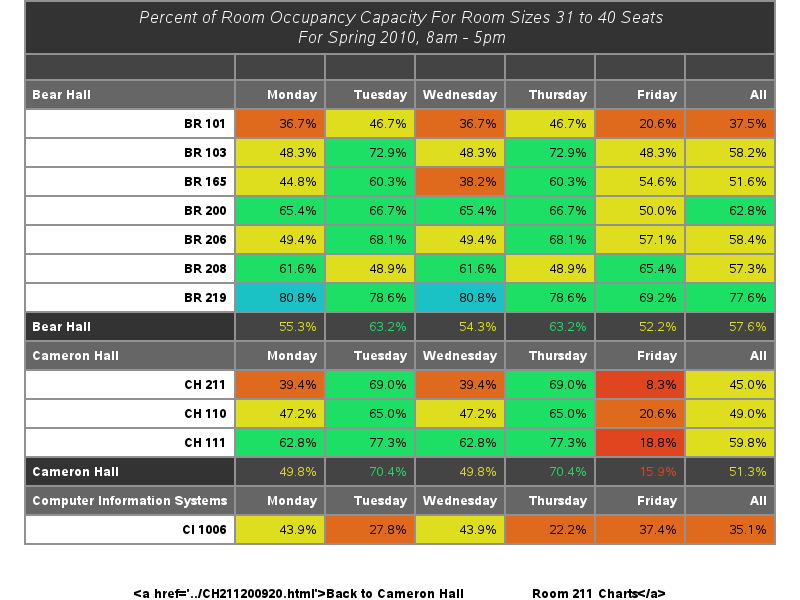 Percent of Room Occupancy Capacity For Room Sizes 31 to 40 Seats
For Spring 2010, 8am - 5pm
Bear Hall Monday Tuesday Wednesday Thursday Friday All
BR 101 36.7% 46.7% 36.7% 46.7% 20.6% 37.5%
BR 103 48.3% 72.9% 48.3% 72.9% 48.3% 58.2%
BR 165 44.8% 60.3% 38.2% 60.3% 54.6% 51.6%
BR 200 65.4% 66.7% 65.4% 66.7% 50.0% 62.8%
BR 206 49.4% 68.1% 49.4% 68.1% 57.1% 58.4%
BR 208 61.6% 48.9% 61.6% 48.9% 65.4% 57.3%
BR 219 80.8% 78.6% 80.8% 78.6% 69.2% 77.6%
Bear Hall 55.3% 63.2% 54.3% 63.2% 52.2% 57.6%
Cameron Hall Monday Tuesday Wednesday Thursday Friday All
CH 211 39.4% 69.0% 39.4% 69.0% 8.3% 45.0%
CH 110 47.2% 65.0% 47.2% 65.0% 20.6% 49.0%
CH 111 62.8% 77.3% 62.8% 77.3% 18.8% 59.8%
Cameron Hall 49.8% 70.4% 49.8% 70.4% 15.9% 51.3%
Computer Information Systems Monday Tuesday Wednesday Thursday Friday All
CI 1006 43.9% 27.8% 43.9% 22.2% 37.4% 35.1%
<a href='../CH211200920.html'>Back to Cameron Hall Room 211 Charts</a>